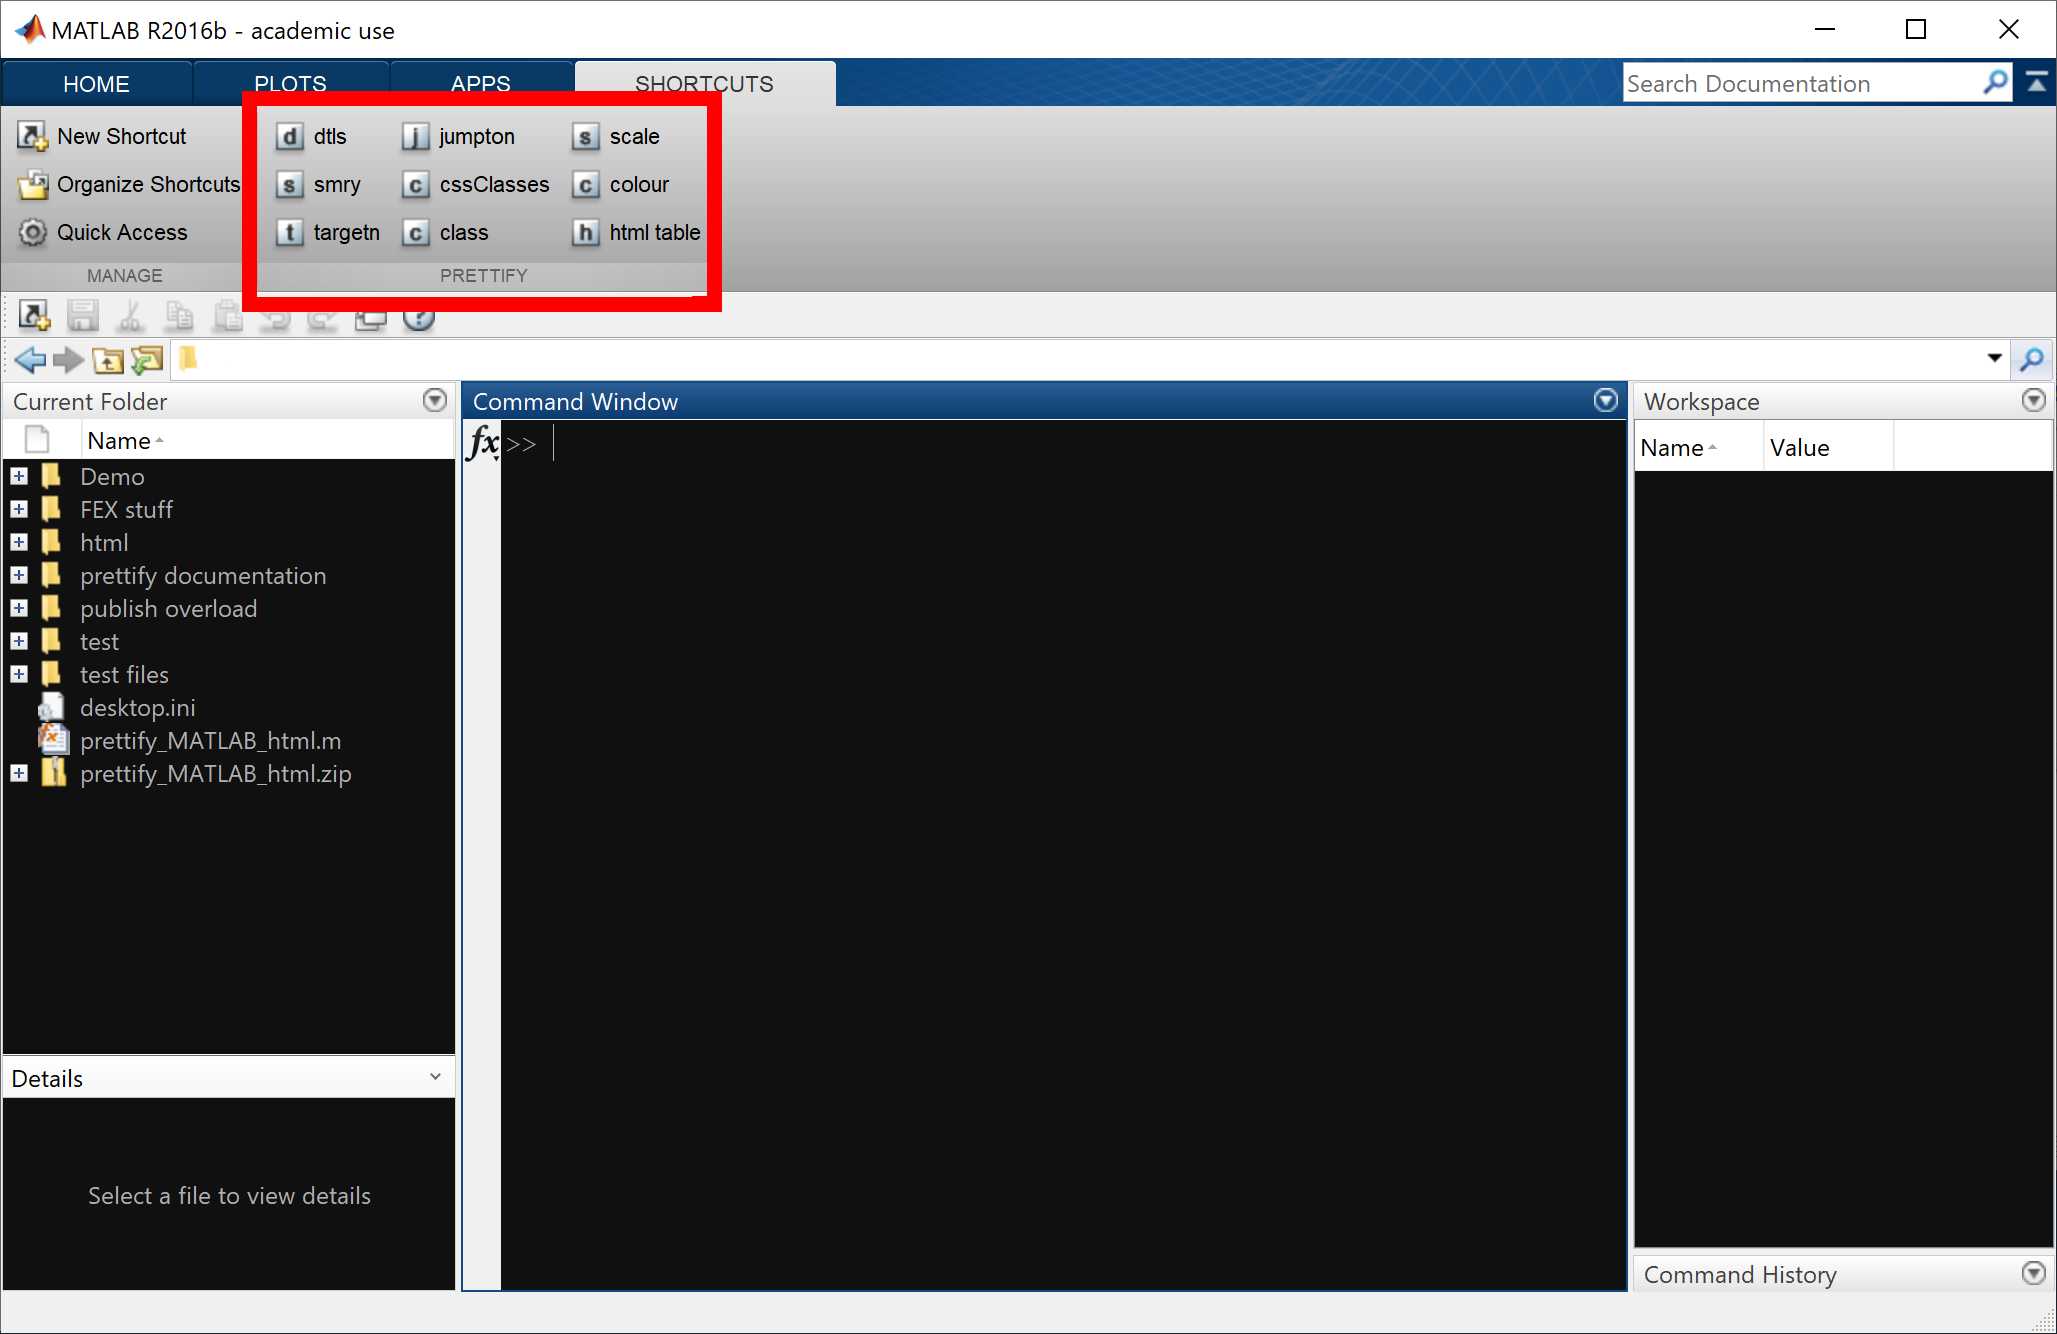 MATLAB R2016b - academic use
HOME PLOTS APPS SHORTCUTS Search Documentation
New Shortcut d dtls j jumpton s scale
Organize Shortcuts s smry c cssClasses c colour
Quick Access t targetn c class h html table
MANAGE PRETTIFY
Current Folder
Name
Demo
FEX stuff
html
prettify documentation
publish overload
test
test files
desktop.ini
prettify_MATLAB_html.m
prettify_MATLAB_html.zip
Details
Select a file to view details
Command Window
fx >>
Workspace
Name Value
Command History